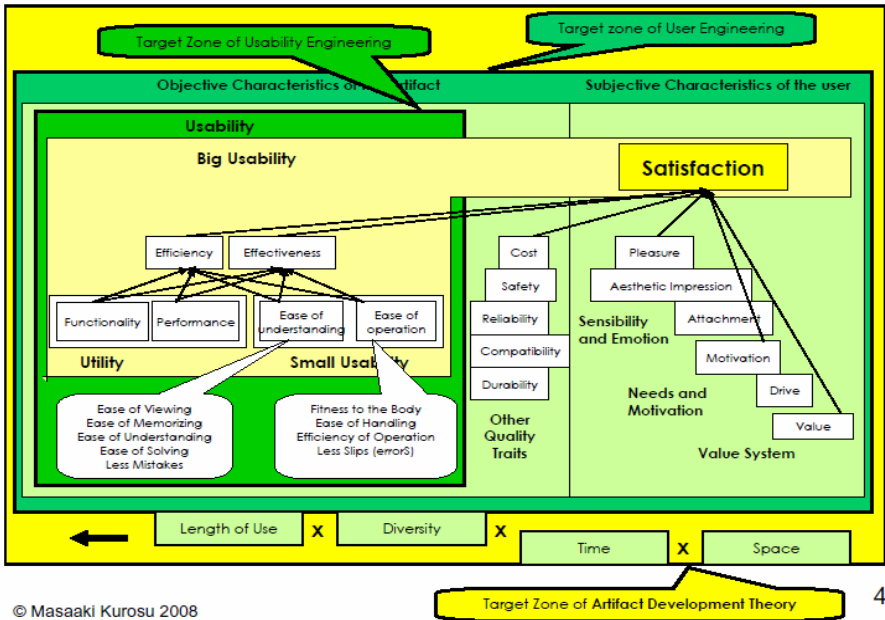 Target Zone of Usability Engineering
Target zone of User Engineering
Objective Characteristics of artifact
Subjective Characteristics of the user
Usability
Big Usability
Satisfaction
Efficiency
Effectiveness
Cost
Pleasure
Safety
Aesthetic Impression
Functionality
Performance
Ease of
understanding
Ease of
operation
Reliability
Sensibility
and Emotion
Attachment
Utility
Small Usability
Compatibility
Motivation
Durability
Needs and
Motivation
Drive
Ease of Viewing
Ease of Memorizing
Ease of Understanding
Ease of Solving
Less Mistakes
Fitness to the Body
Ease of Handling
Efficiency of Operation
Less Slips (errorS)
Other
Quality
Traits
Value
Value System
Length of Use
X
Diversity
X
Time
X
Space
Target Zone of Artifact Development Theory
4
© Masaaki Kurosu 2008